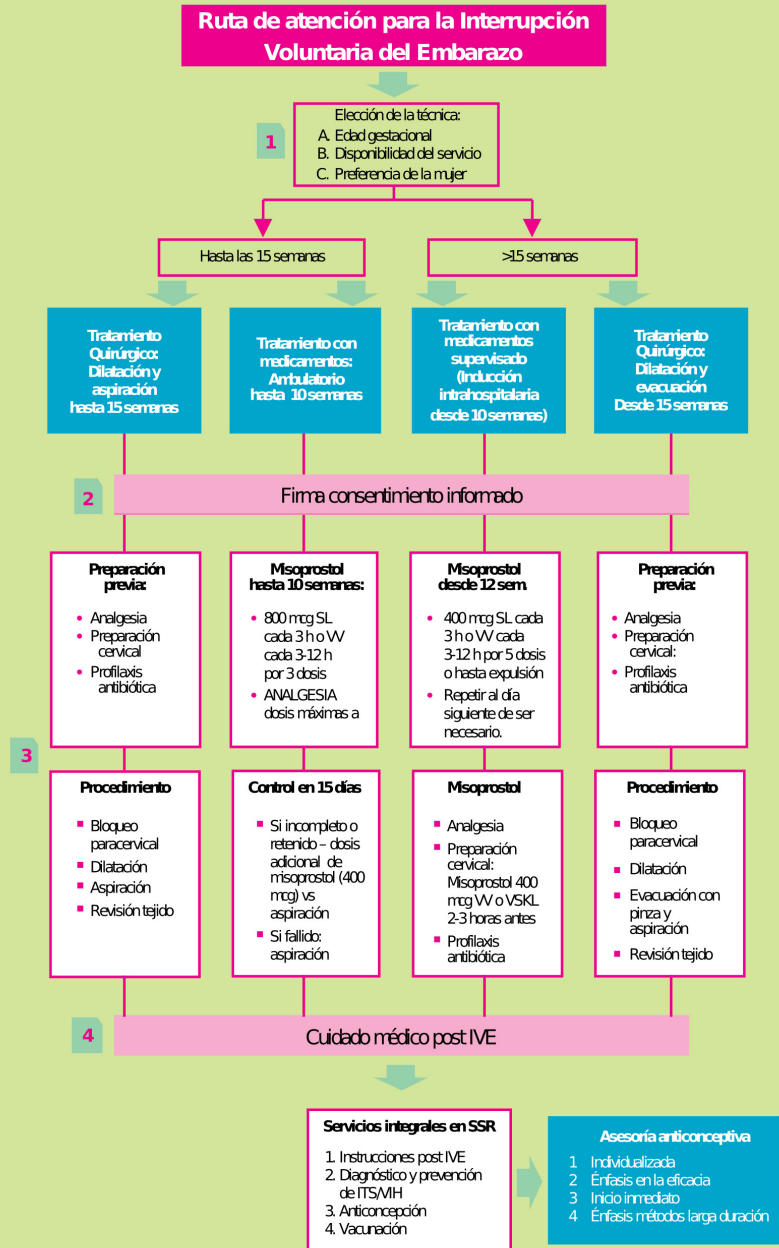 Ruta de atención para la Interrupción
Voluntaria del Embarazo
1
Elección de la técnica:
A. Edad gestacional
B. Disponibilidad del servicio
C. Preferencia de la mujer
Hasta las 15 semanas
>15 semanas
Tratamiento
Quirúrgico:
Dilatación y
aspiración
hasta 15 semanas
Tratamiento con
medicamentos:
Ambulatorio
hasta 10 semanas
Tratamiento con
medicamentos
supervisado
(Inducción
intrahospitalaria
desde 10 semanas)
Tratamiento
Quirúrgico:
Dilatación y
evacuación
Desde 15 semanas
2
Firma consentimiento informado
3
Preparación
previa:
• Analgesia
• Preparación
cervical
• Profilaxis
antibiótica
Misoprostol
hasta 10 semanas:
• 800 mcg SL
cada 3 h o VV
cada 3-12 h
por 3 dosis
• ANALGESIA
dosis máximas a
Misoprostol
desde 12 sem.
• 400 mcg SL cada
3 h o VV cada
3-12 h por 5 dosis
o hasta expulsión
• Repetir al día
siguiente de ser
necesario.
Preparación
previa:
• Analgesia
• Preparación
cervical:
• Profilaxis
antibiótica
Procedimiento
▪ Bloqueo
paracervical
▪ Dilatación
▪ Aspiración
▪ Revisión tejido
Control en 15 días
▪ Si incompleto o
retenido – dosis
adicional de
misoprostol (400
mcg) vs
aspiración
▪ Si fallido:
aspiración
Misoprostol
▪ Analgesia
▪ Preparación
cervical:
Misoprostol 400
mcg VV o VSKL
2-3 horas antes
▪ Profilaxis
antibiótica
Procedimiento
▪ Bloqueo
paracervical
▪ Dilatación
▪ Evacuación con
pinza y
aspiración
▪ Revisión tejido
4
Cuidado médico post IVE
Servicios integrales en SSR
1. Instrucciones post IVE
2. Diagnóstico y prevención
de ITS/VIH
3. Anticoncepción
4. Vacunación
Asesoría anticonceptiva
1 Individualizada
2 Énfasis en la eficacia
3 Inicio inmediato
4 Énfasis métodos larga duración